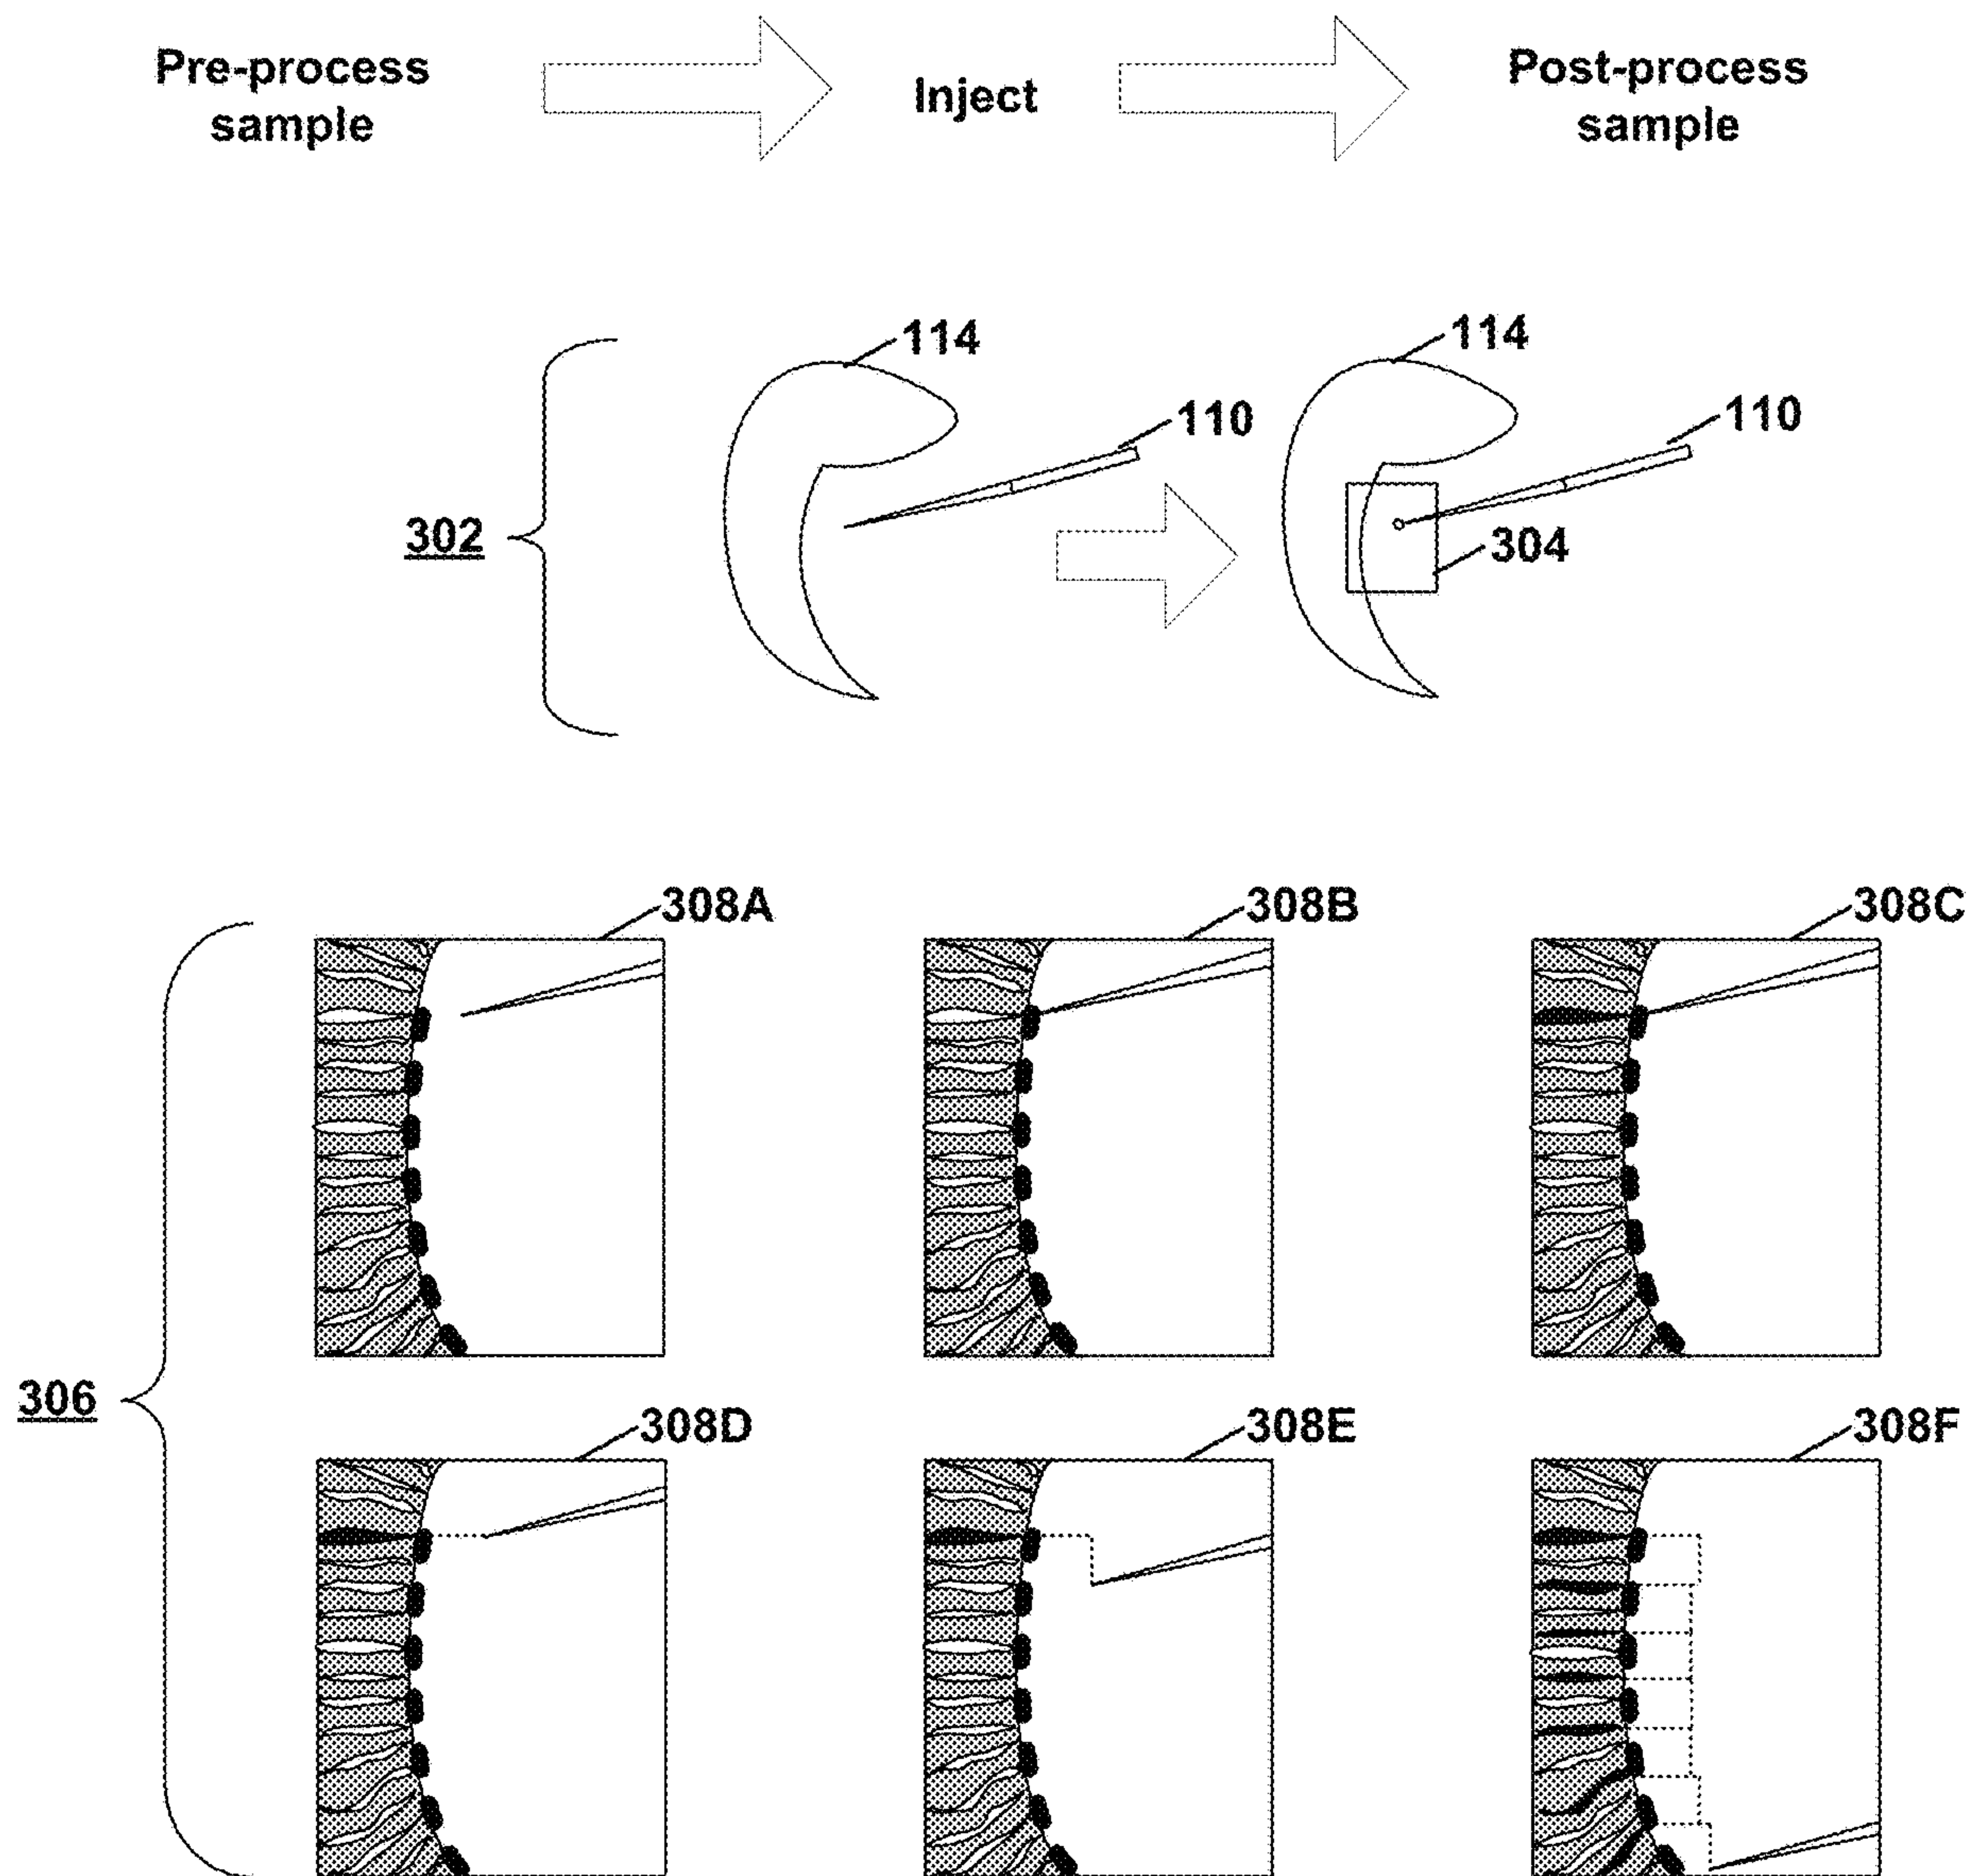 Pre-process
sample
Inject
Post-process
sample
114
114
110
110
302
304
308A
308B
308C
306
308D
308E
308F